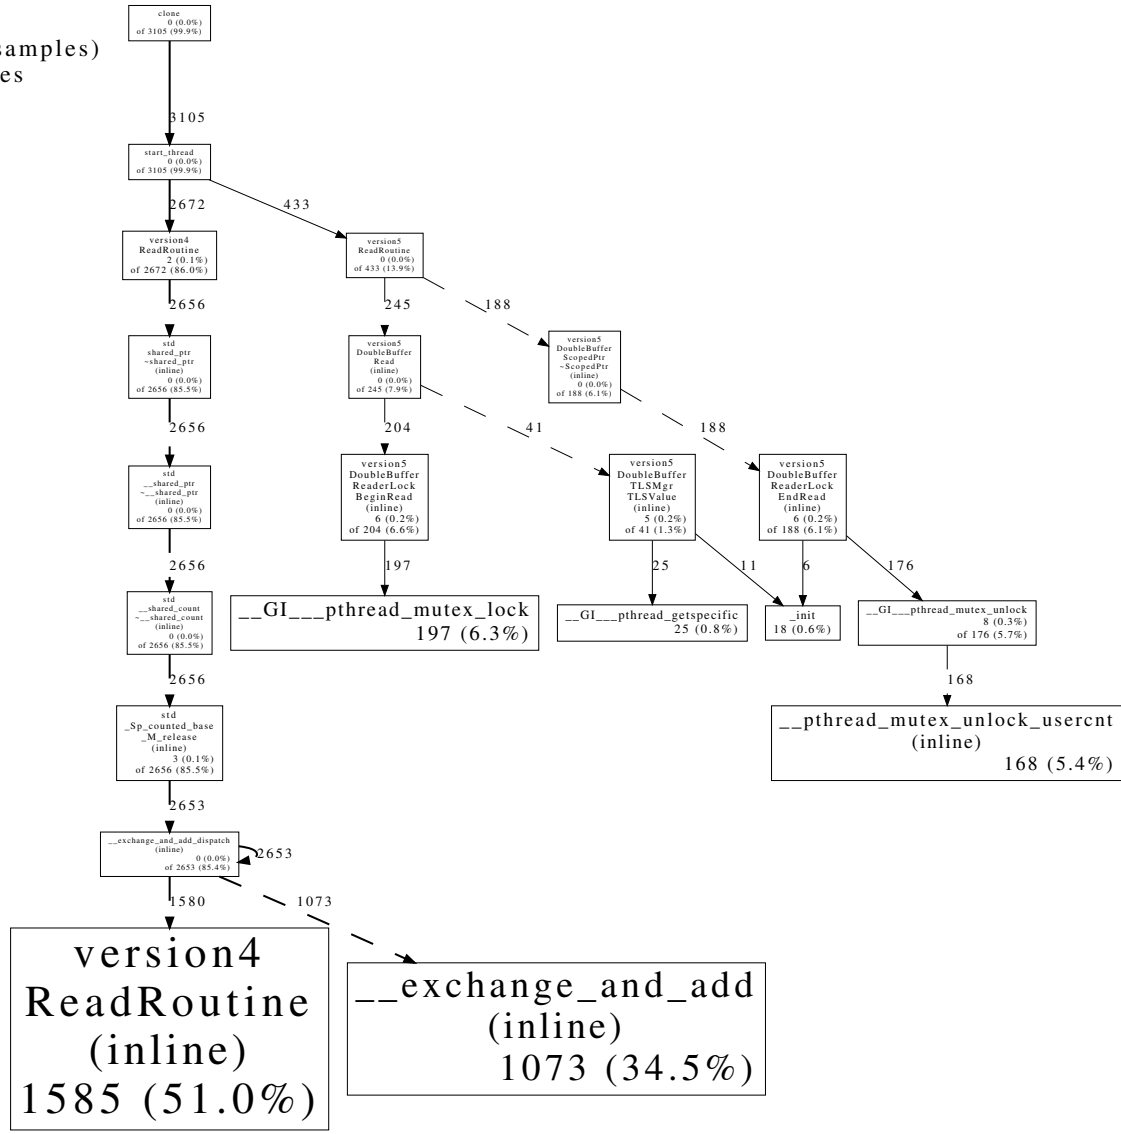 clone
0 (0.0%)
of 3105 (99.9%)
samples)
es
3105
start_thread
0 (0.0%)
of 3105 (99.9%)
2672
433
version4
ReadRoutine
2 (0.1%)
of 2672 (86.0%)
version5
ReadRoutine
0 (0.0%)
of 433 (13.9%)
2656
245
188
std
shared_ptr
~shared_ptr
(inline)
0 (0.0%)
of 2656 (85.5%)
version5
DoubleBuffer
Read
(inline)
0 (0.0%)
of 245 (7.9%)
version5
DoubleBuffer
ScopedPtr
~ScopedPtr
(inline)
0 (0.0%)
of 188 (6.1%)
2656
204
41
188
std
__shared_ptr
~__shared_ptr
(inline)
0 (0.0%)
of 2656 (85.5%)
version5
DoubleBuffer
ReaderLock
BeginRead
(inline)
6 (0.2%)
of 204 (6.6%)
version5
DoubleBuffer
TLSMgr
TLSValue
(inline)
5 (0.2%)
of 41 (1.3%)
version5
DoubleBuffer
ReaderLock
EndRead
(inline)
6 (0.2%)
of 188 (6.1%)
2656
197
25
11
6
176
std
__shared_count
~__shared_count
(inline)
0 (0.0%)
of 2656 (85.5%)
__GI___pthread_mutex_lock
197 (6.3%)
__GI___pthread_getspecific
25 (0.8%)
_init
18 (0.6%)
__GI___pthread_mutex_unlock
8 (0.3%)
of 176 (5.7%)
2656
168
std
_Sp_counted_base
_M_release
(inline)
3 (0.1%)
of 2656 (85.5%)
__pthread_mutex_unlock_usercnt
(inline)
168 (5.4%)
2653
__exchange_and_add_dispatch
(inline)
0 (0.0%)
of 2653 (85.4%)
2653
1580
1073
version4
ReadRoutine
(inline)
1585 (51.0%)
__exchange_and_add
(inline)
1073 (34.5%)